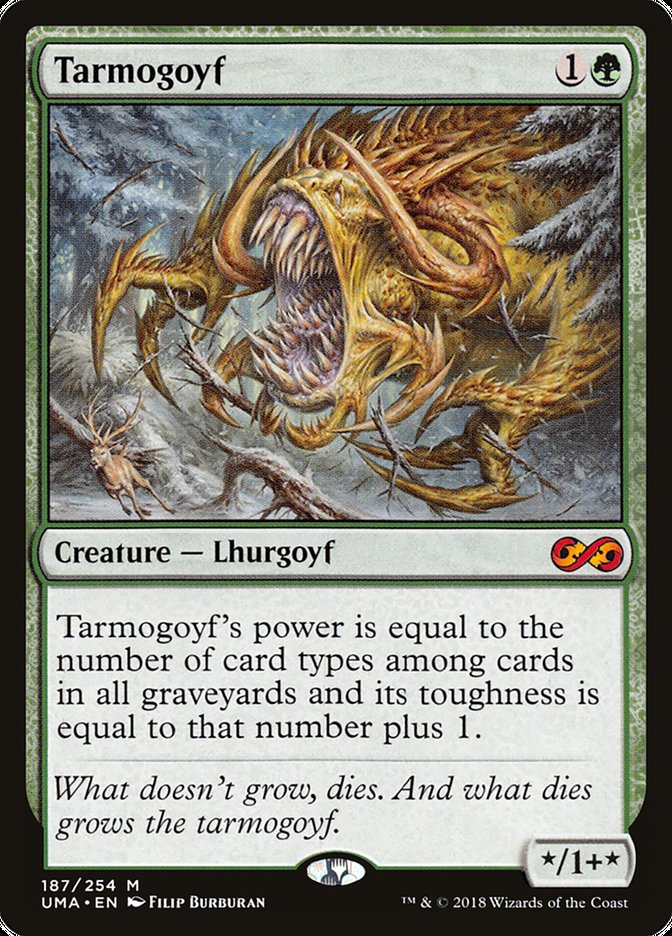 Tarmogoyf 1
Creature — Lhurgoyf
Tarmogoyf's power is equal to the
number of card types among cards
in all graveyards and its toughness is
equal to that number plus 1.
What doesn't grow, dies. And what dies
grows the tarmogoyf.
★/1+★
187/254 M
UMA • EN Filip Burburan
™ & © 2018 Wizards of the Coast